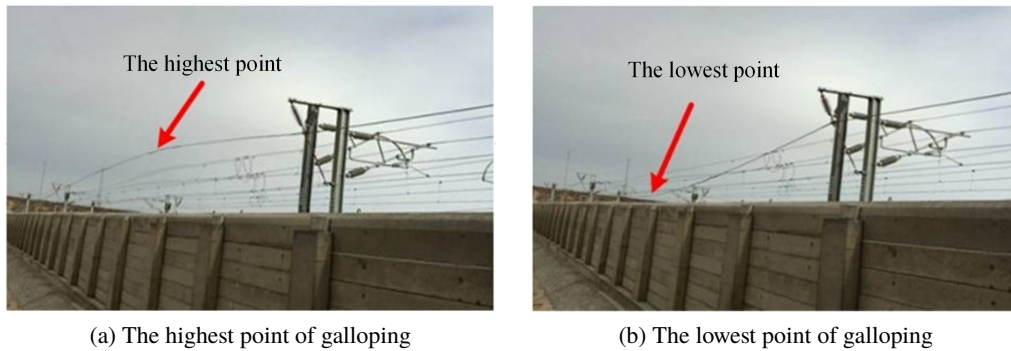 The highest point
The lowest point
(a) The highest point of galloping
(b) The lowest point of galloping